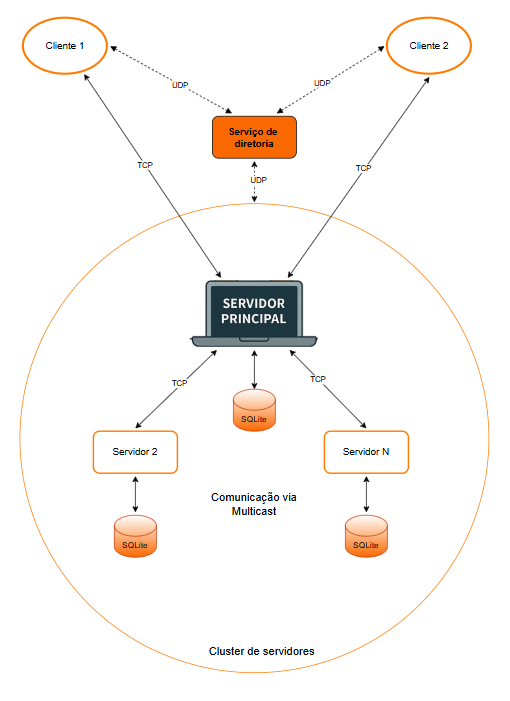 Cliente 1
Cliente 2
UDP
UDP
Serviço de
diretoria
TCP
TCP
UDP
SERVIDOR
PRINCIPAL
TCP
TCP
SQLite
Servidor 2
Servidor N
Comunicação via
Multicast
SQLite
SQLite
Cluster de servidores